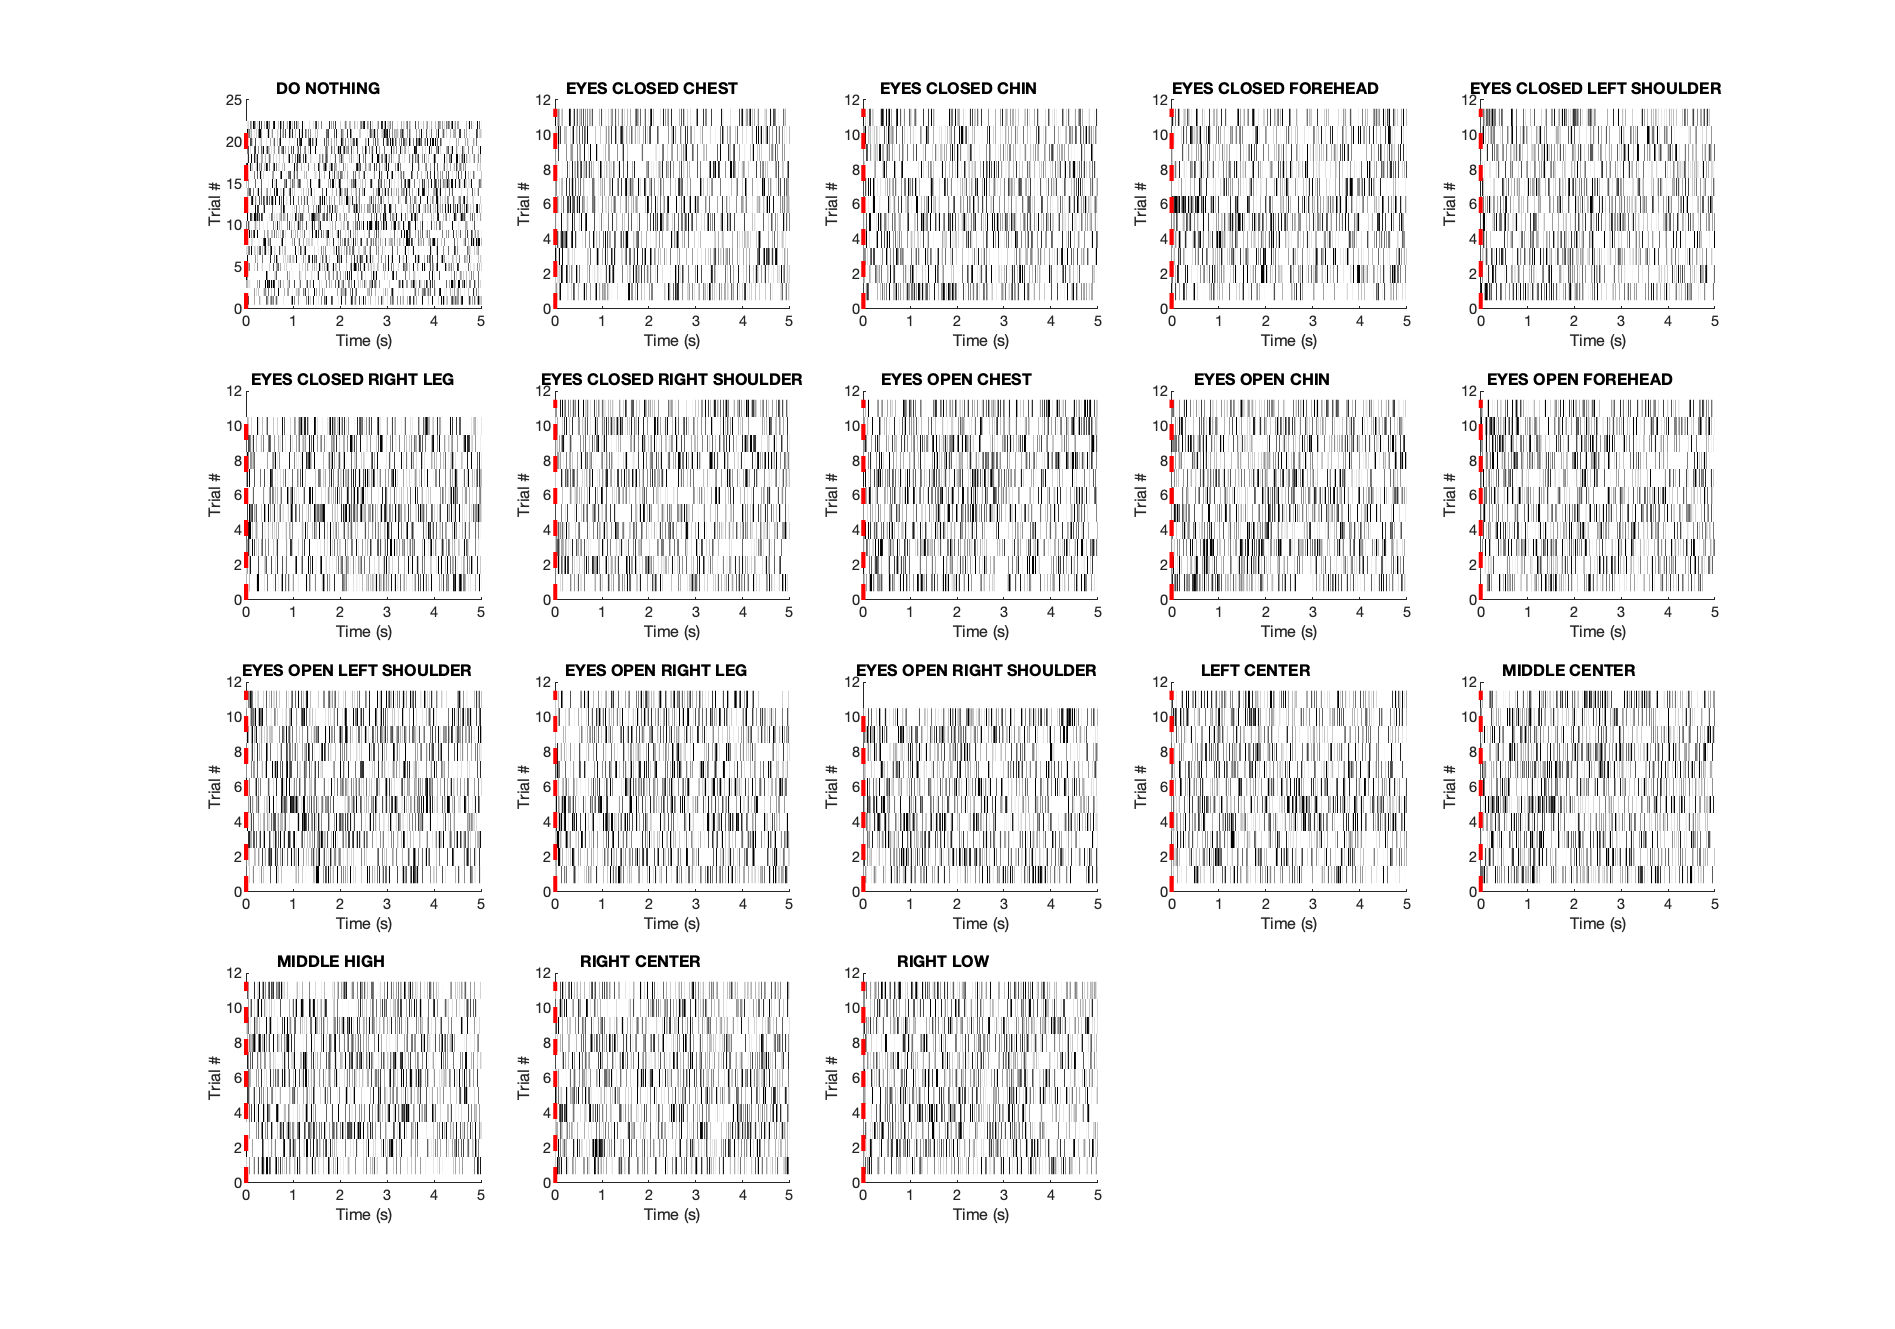 DO NOTHING
25
20
15
10
5
0
Trial #
0 1 2 3 4 5
Time (s)
EYES CLOSED CHEST
12
10
8
6
4
2
0
Trial #
0 1 2 3 4 5
Time (s)
EYES CLOSED CHIN
12
10
8
6
4
2
0
Trial #
0 1 2 3 4 5
Time (s)
EYES CLOSED FOREHEAD
12
10
8
6
4
2
0
Trial #
0 1 2 3 4 5
Time (s)
EYES CLOSED LEFT SHOULDER
12
10
8
6
4
2
0
Trial #
0 1 2 3 4 5
Time (s)
EYES CLOSED RIGHT LEG
12
10
8
6
4
2
0
Trial #
0 1 2 3 4 5
Time (s)
EYES CLOSED RIGHT SHOULDER
12
10
8
6
4
2
0
Trial #
0 1 2 3 4 5
Time (s)
EYES OPEN CHEST
12
10
8
6
4
2
0
Trial #
0 1 2 3 4 5
Time (s)
EYES OPEN CHIN
12
10
8
6
4
2
0
Trial #
0 1 2 3 4 5
Time (s)
EYES OPEN FOREHEAD
12
10
8
6
4
2
0
Trial #
0 1 2 3 4 5
Time (s)
EYES OPEN LEFT SHOULDER
12
10
8
6
4
2
0
Trial #
0 1 2 3 4 5
Time (s)
EYES OPEN RIGHT LEG
12
10
8
6
4
2
0
Trial #
0 1 2 3 4 5
Time (s)
EYES OPEN RIGHT SHOULDER
12
10
8
6
4
2
0
Trial #
0 1 2 3 4 5
Time (s)
LEFT CENTER
12
10
8
6
4
2
0
Trial #
0 1 2 3 4 5
Time (s)
MIDDLE CENTER
12
10
8
6
4
2
0
Trial #
0 1 2 3 4 5
Time (s)
MIDDLE HIGH
12
10
8
6
4
2
0
Trial #
0 1 2 3 4 5
Time (s)
RIGHT CENTER
12
10
8
6
4
2
0
Trial #
0 1 2 3 4 5
Time (s)
RIGHT LOW
12
10
8
6
4
2
0
Trial #
0 1 2 3 4 5
Time (s)